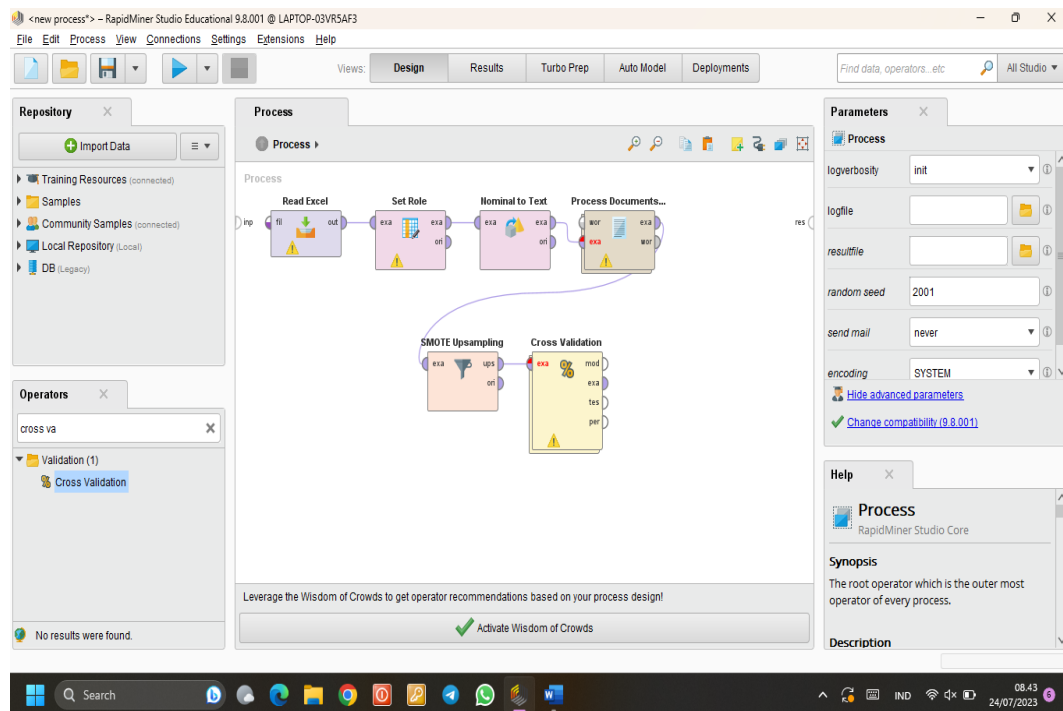 <new process*> – RapidMiner Studio Educational 9.8.001 @ LAPTOP-03VR5AF3
File Edit Process View Connections Settings Extensions Help
Views: Design Results Turbo Prep Auto Model Deployments
Find data, operators...etc All Studio
Repository
Import Data
Training Resources (connected)
Samples
Community Samples (connected)
Local Repository (Local)
DB (Legacy)
Operators
cross va
Validation (1)
Cross Validation
No results were found.
Process
Process
Process
Read Excel Set Role Nominal to Text Process Documents...
inp fil out exa exa exa exa wor exa res
ori ori exa wor
SMOTE Upsampling Cross Validation
exa ups exa mod
ori exa
tes
per
Leverage the Wisdom of Crowds to get operator recommendations based on your process design!
Activate Wisdom of Crowds
Parameters
Process
logverbosity init
logfile
resultfile
random seed 2001
send mail never
encoding SYSTEM
Hide advanced parameters
Change compatibility (9.8.001)
Help
Process
RapidMiner Studio Core
Synopsis
The root operator which is the outer most
operator of every process.
Description
Search
IND
08.43
24/07/2023
6